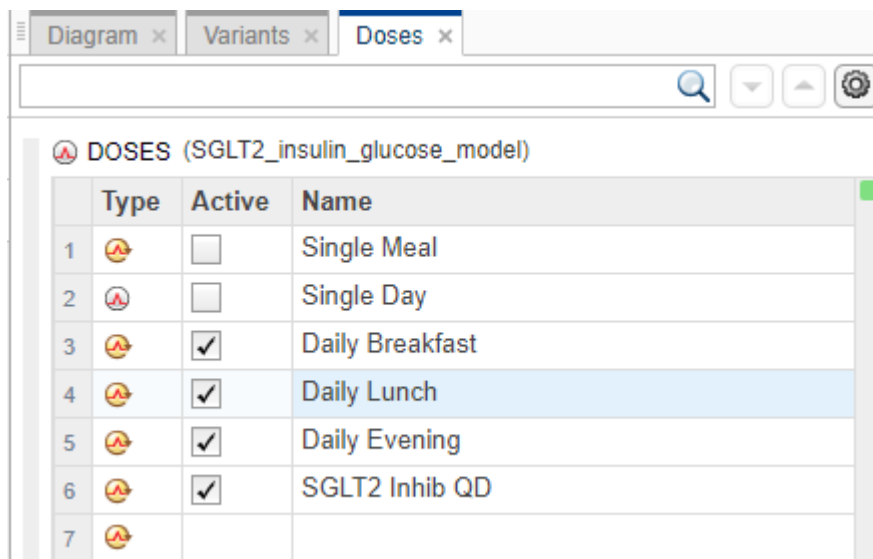 Diagram × Variants × Doses ×
DOSES (SGLT2_insulin_glucose_model)
Type Active Name
1 Single Meal
2 Single Day
3 Daily Breakfast
4 Daily Lunch
5 Daily Evening
6 SGLT2 Inhib QD
7